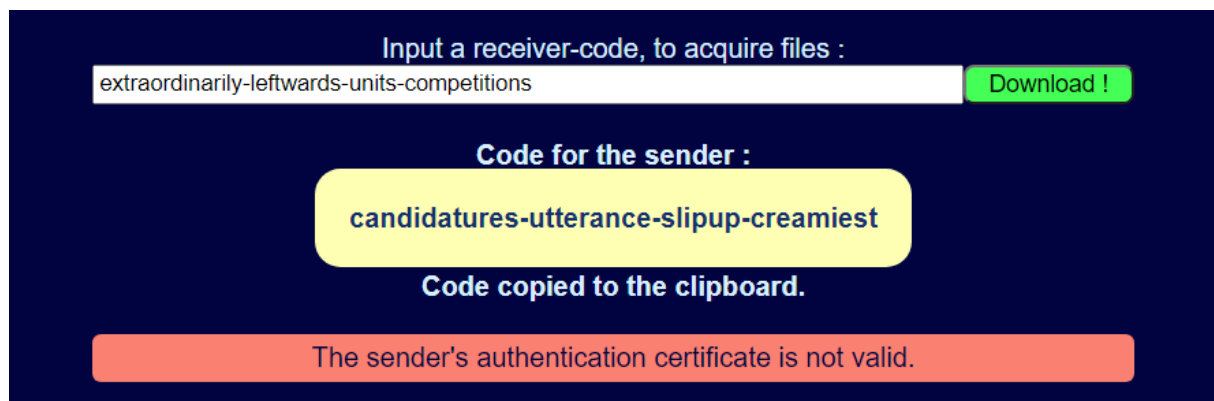 Input a receiver-code, to acquire files :
extraordinarily-leftwards-units-competitions Download !
Code for the sender :
candidatures-utterance-slipup-creamiest
Code copied to the clipboard.
The sender's authentication certificate is not valid.